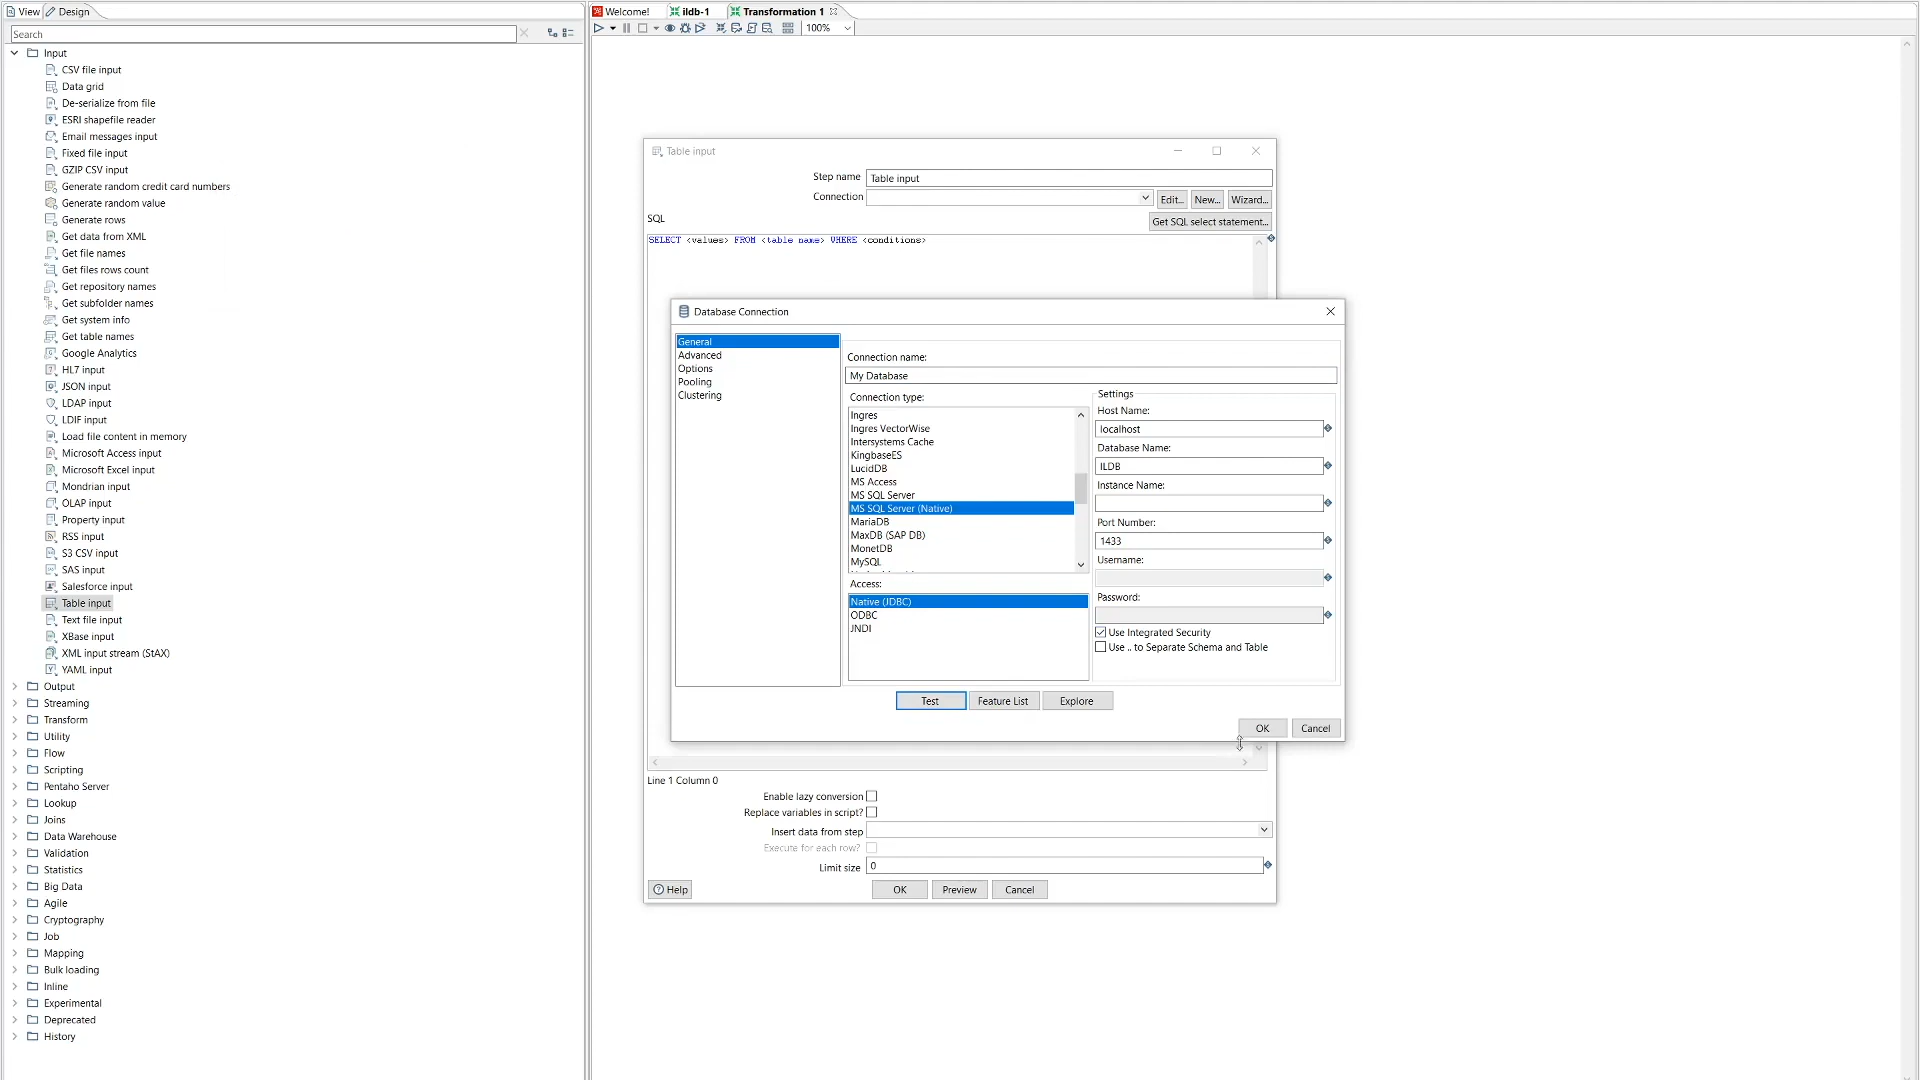 View
Design
Search
Input
CSV file input
Data grid
De-serialize from file
ESRI shapefile reader
Email messages input
Fixed file input
GZIP CSV input
Generate random credit card numbers
Generate random value
Generate rows
Get data from XML
Get file names
Get files rows count
Get repository names
Get subfolder names
Get system info
Get table names
Google Analytics
HL7 input
JSON input
LDAP input
LDIF input
Load file content in memory
Microsoft Access input
Microsoft Excel input
Mondrian input
OLAP input
Property input
RSS input
S3 CSV input
SAS input
Salesforce input
Table input
Text file input
XBase input
XML input stream (StAX)
YAML input
Output
Streaming
Transform
Utility
Flow
Scripting
Pentaho Server
Lookup
Joins
Data Warehouse
Validation
Statistics
Big Data
Agile
Cryptography
Job
Mapping
Bulk loading
Inline
Experimental
Deprecated
History
Welcome!
ildb-1
Transformation 1
100%
Table input
Step name
Table input
Connection
Edit...
New...
Wizard...
SQL
Get SQL select statement...
SELECT <values> FROM <table name> WHERE <conditions>
Database Connection
General
Advanced
Options
Pooling
Clustering
Connection name:
My Database
Connection type:
Ingres
Ingres VectorWise
Intersystems Cache
KingbaseES
LucidDB
MS Access
MS SQL Server
MS SQL Server (Native)
MariaDB
MaxDB (SAP DB)
MonetDB
MySQL
Access:
Native (JDBC)
ODBC
JNDI
Settings
Host Name:
localhost
Database Name:
ILDB
Instance Name:
Port Number:
1433
Username:
Password:
Use Integrated Security
Use .. to Separate Schema and Table
Test
Feature List
Explore
OK
Cancel
Line 1 Column 0
Enable lazy conversion
Replace variables in script?
Insert data from step
Execute for each row?
Limit size
0
Help
OK
Preview
Cancel